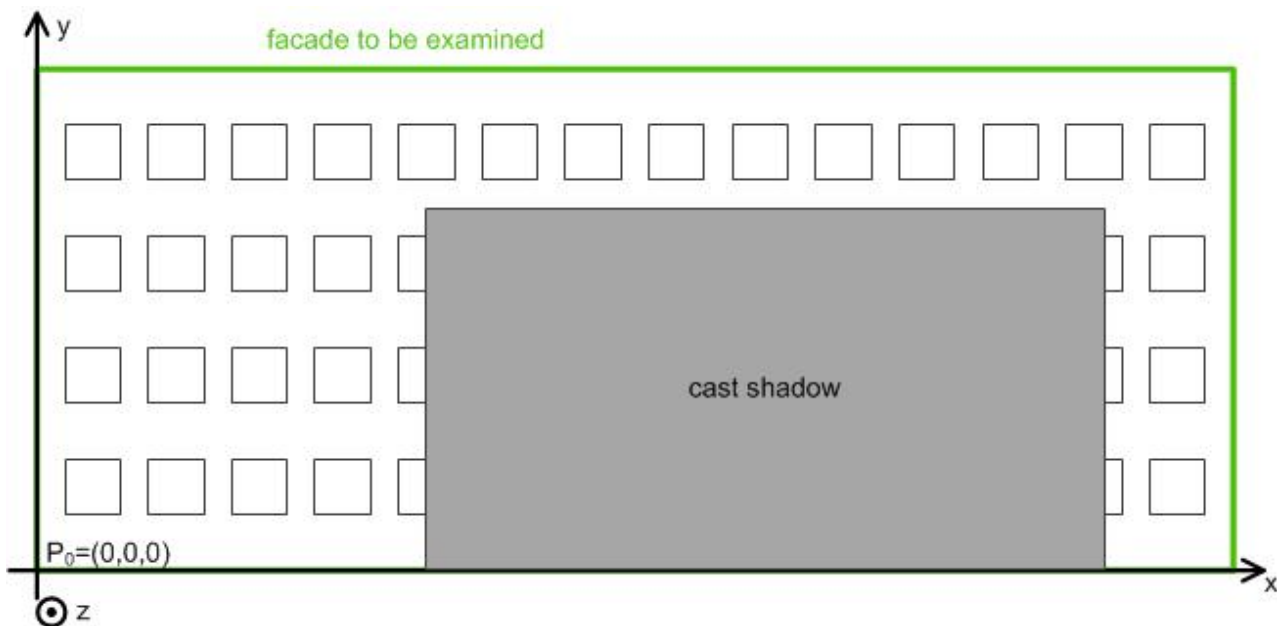 y
facade to be examined
cast shadow
P₀=(0,0,0)
x
z